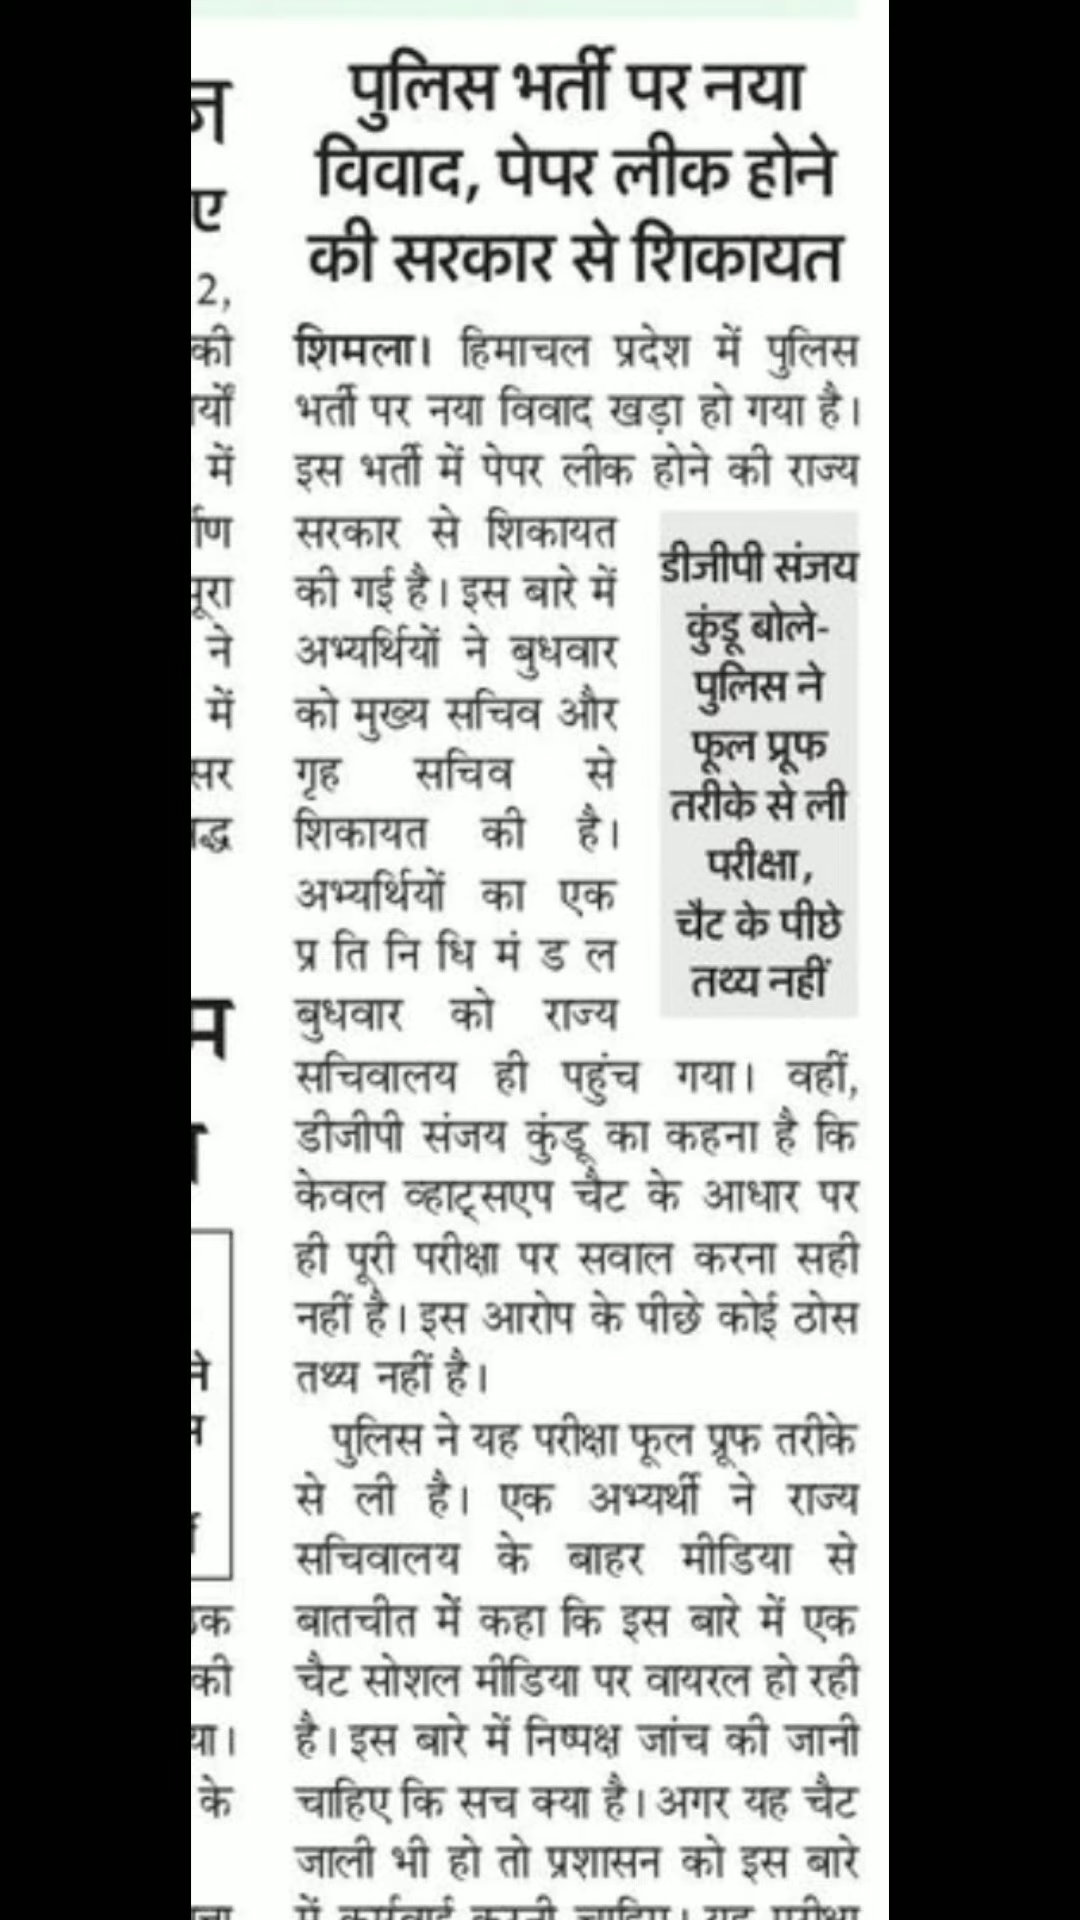 पुलिस भर्ती पर नया
विवाद, पेपर लीक होने
की सरकार से शिकायत
शिमला। हिमाचल प्रदेश में पुलिस
भर्ती पर नया विवाद खड़ा हो गया है।
इस भर्ती में पेपर लीक होने की राज्य
सरकार से शिकायत
की गई है। इस बारे में
अभ्यर्थियों ने बुधवार
को मुख्य सचिव और
गृह सचिव से
शिकायत की है।
अभ्यर्थियों का एक
प्रतिनिधिमंडल
बुधवार को राज्य
सचिवालय ही पहुंच गया। वहीं,
डीजीपी संजय कुंडू का कहना है कि
केवल व्हाट्सएप चैट के आधार पर
ही पूरी परीक्षा पर सवाल करना सही
नहीं है। इस आरोप के पीछे कोई ठोस
तथ्य नहीं है।
पुलिस ने यह परीक्षा फूल प्रूफ तरीके
से ली है। एक अभ्यर्थी ने राज्य
सचिवालय के बाहर मीडिया से
बातचीत में कहा कि इस बारे में एक
चैट सोशल मीडिया पर वायरल हो रही
है। इस बारे में निष्पक्ष जांच की जानी
चाहिए कि सच क्या है। अगर यह चैट
जाली भी हो तो प्रशासन को इस बारे
डीजीपी संजय
कुंडू बोले-
पुलिस ने
फूल प्रूफ
तरीके से ली
परीक्षा,
चैट के पीछे
तथ्य नहीं
2,
की
में
ने
में
की
के